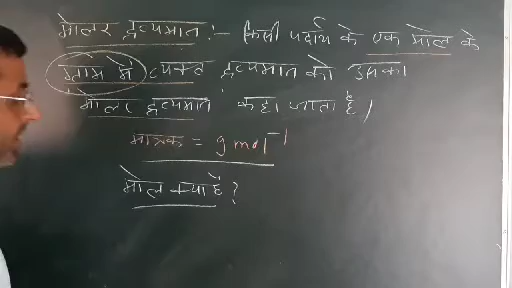 मोलर द्रव्यमान :- किसी पदार्थ के एक मोल के
ग्राम में व्यक्त द्रव्यमान को उसका
मोलर द्रव्यमान कहा जाता है।
मात्रक = g mol⁻¹
मोल क्या है ?